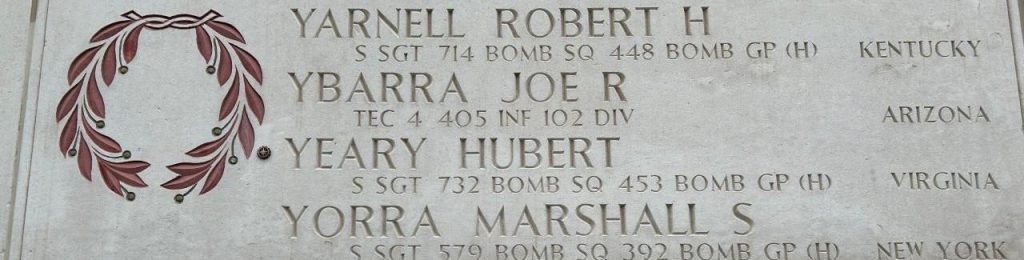 YARNELL ROBERT H
S SGT 714 BOMB SQ 448 BOMB GP (H) KENTUCKY
YBARRA JOE R
TEC 4 405 INF 102 DIV ARIZONA
YEARY HUBERT
S SGT 732 BOMB SQ 453 BOMB GP (H) VIRGINIA
YORRA MARSHALL S
S SGT 579 BOMB SQ 392 BOMB GP (H) NEW YORK